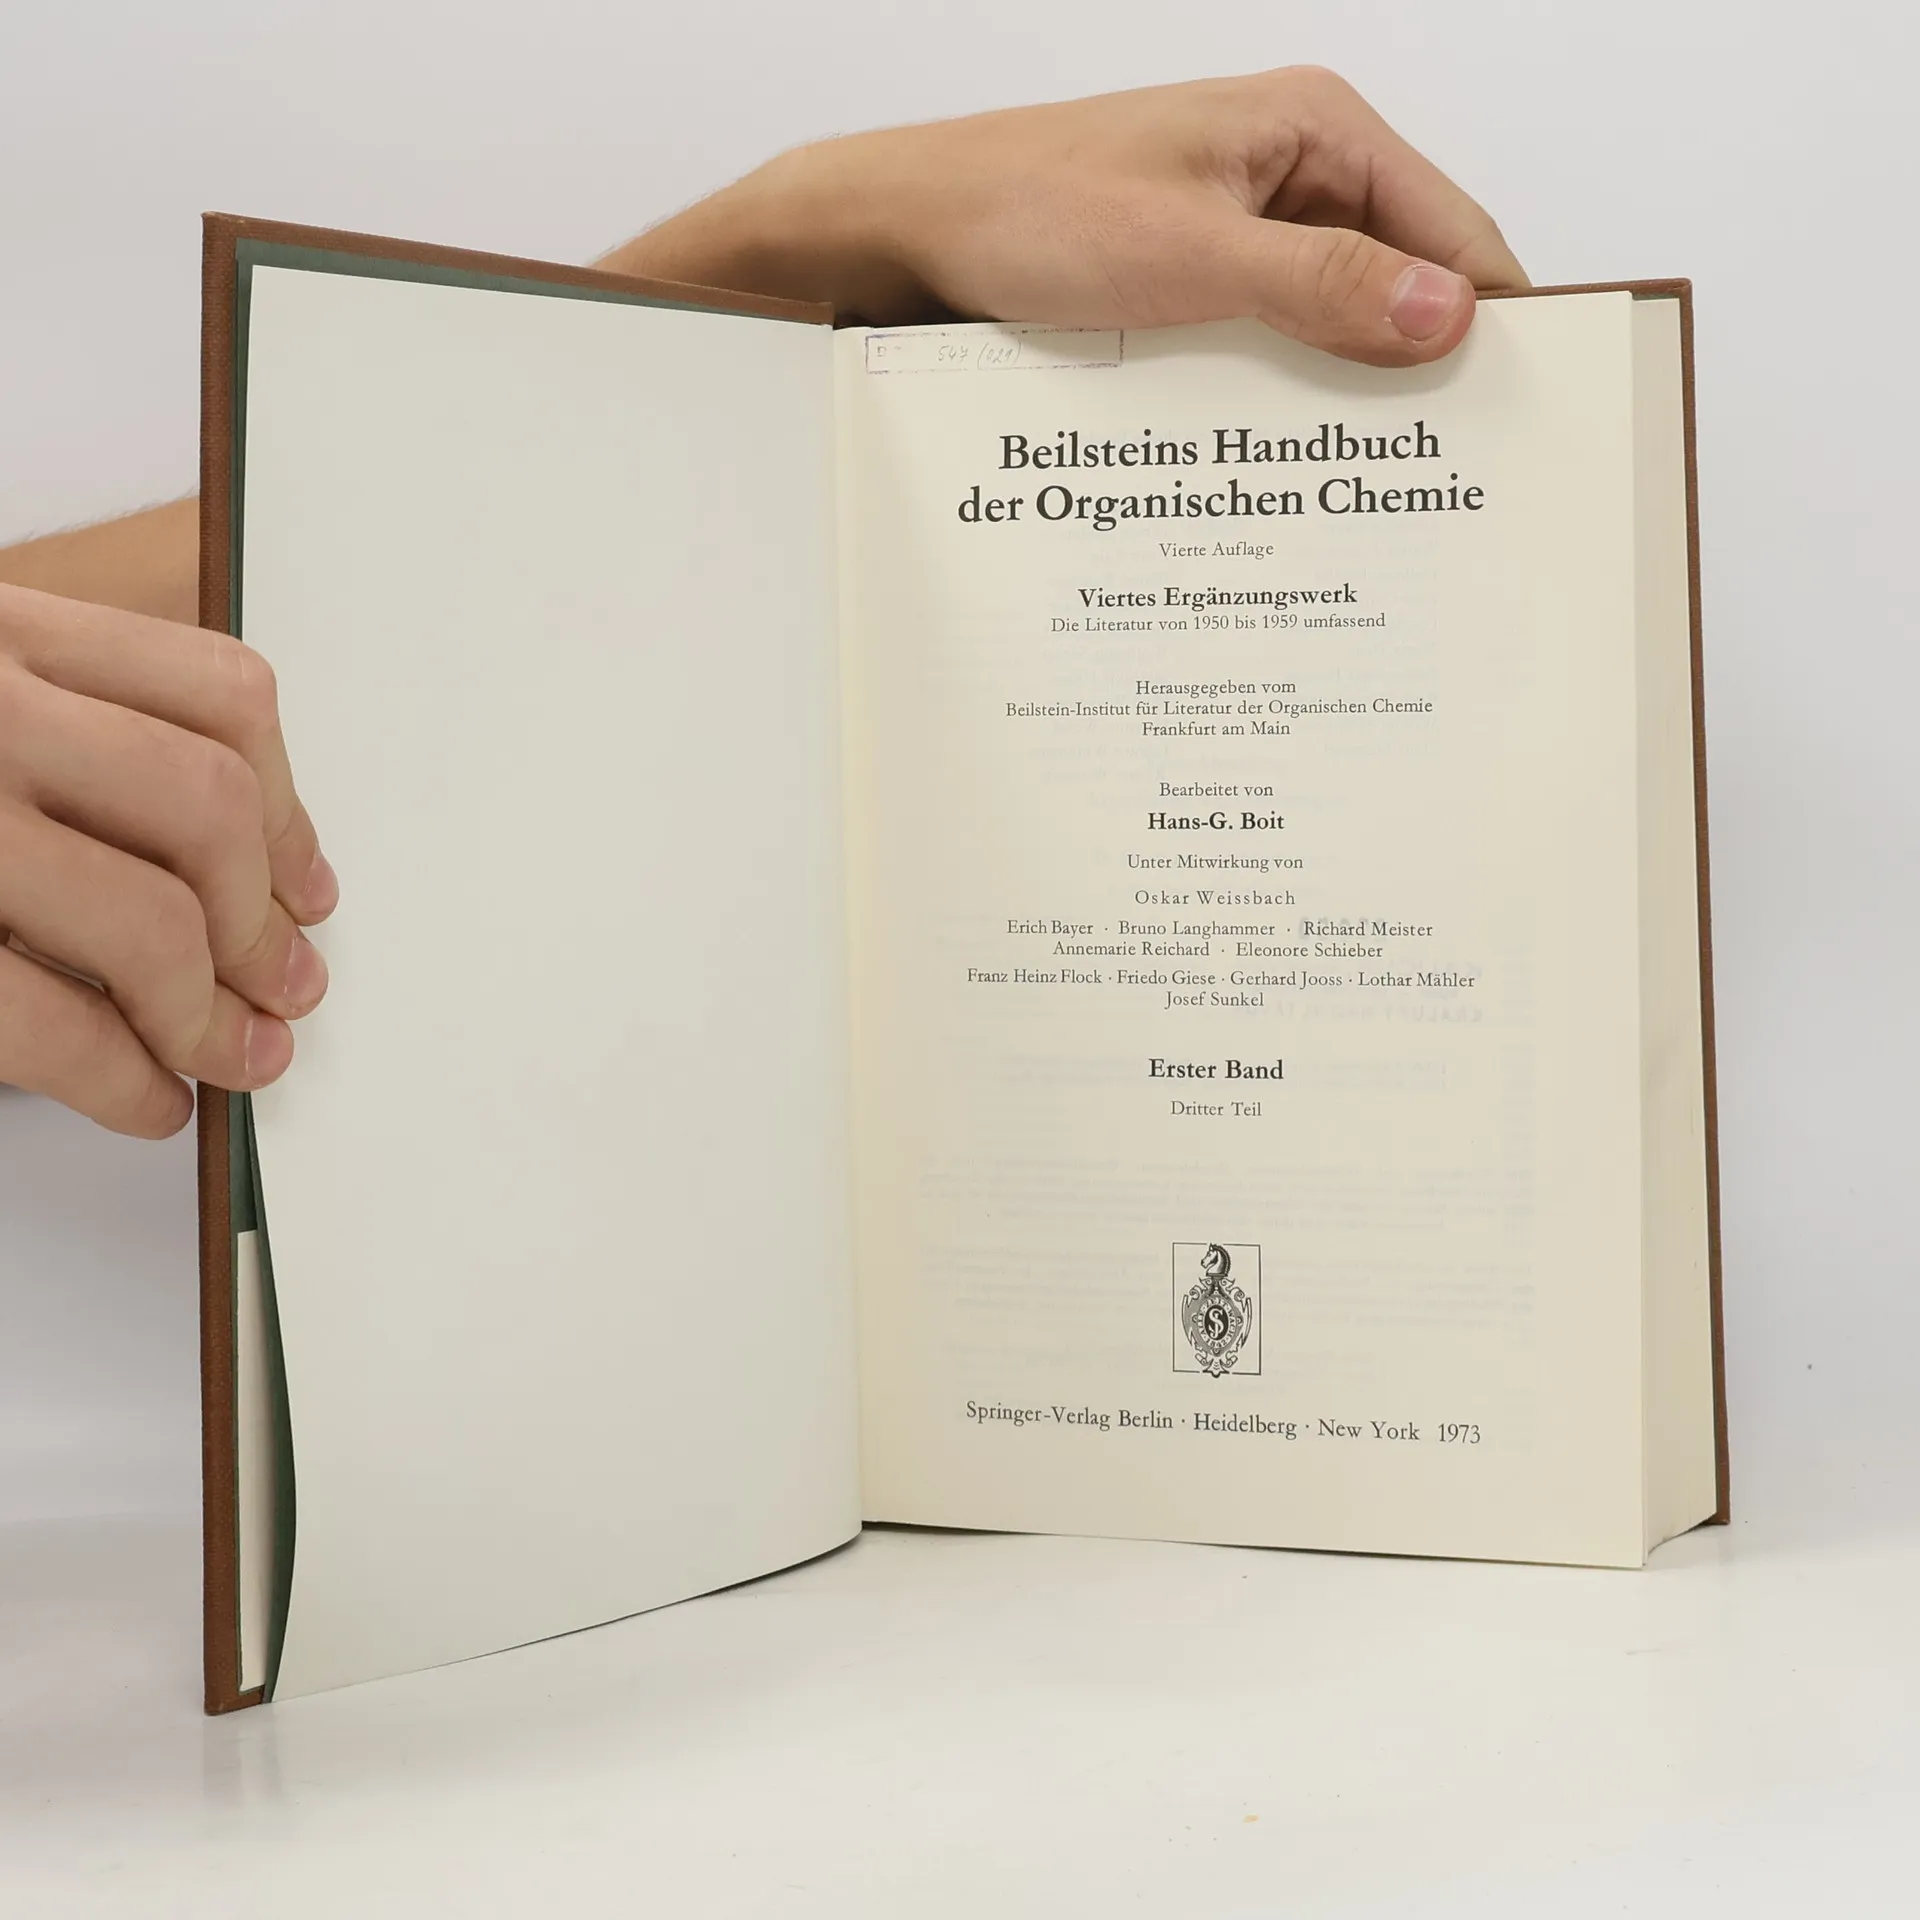 547 (021)
Beilsteins Handbuch
der Organischen Chemie
Vierte Auflage
Viertes Ergänzungswerk
Die Literatur von 1950 bis 1959 umfassend
Herausgegeben vom
Beilstein-Institut für Literatur der Organischen Chemie
Frankfurt am Main
Bearbeitet von
Hans-G. Boit
Unter Mitwirkung von
Oskar Weissbach
Erich Bayer · Bruno Langhammer · Richard Meister
Annemarie Reichard · Eleonore Schieber
Franz Heinz Flock · Friedo Giese · Gerhard Jooss · Lothar Mähler
Josef Sunkel
Erster Band
Dritter Teil
Springer-Verlag Berlin · Heidelberg · New York 1973